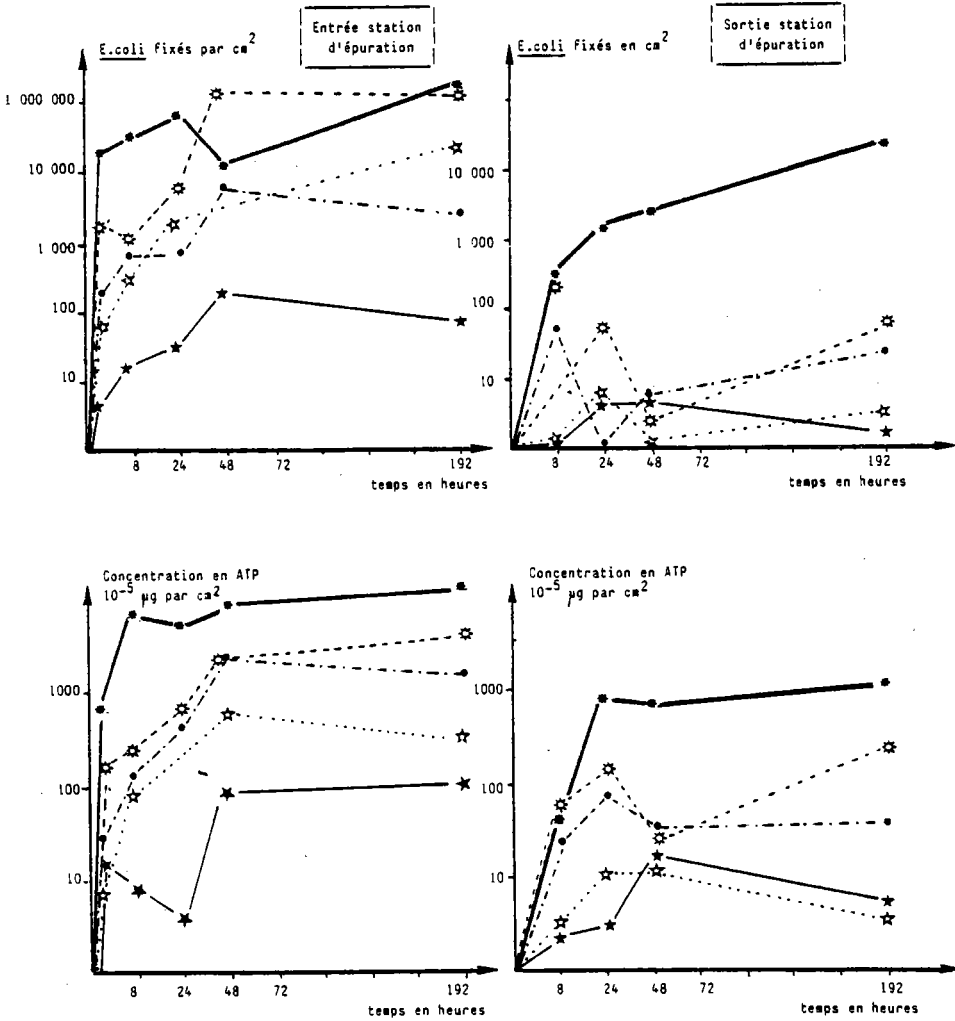 Entrée station
d'épuration
E.coli fixés par cm²
1 000 000
10 000
1 000
100
10
8 24 48 72 192
temps en heures
Sortie station
d'épuration
E.coli fixés en cm²
10 000
1 000
100
10
8 24 48 72 192
temps en heures
Concentration en ATP
10⁻⁵ µg par cm²
1000
100
10
8 24 48 72 192
temps en heures
Concentration en ATP
10⁻⁵ µg par cm²
1000
100
10
8 24 48 72 192
temps en heures